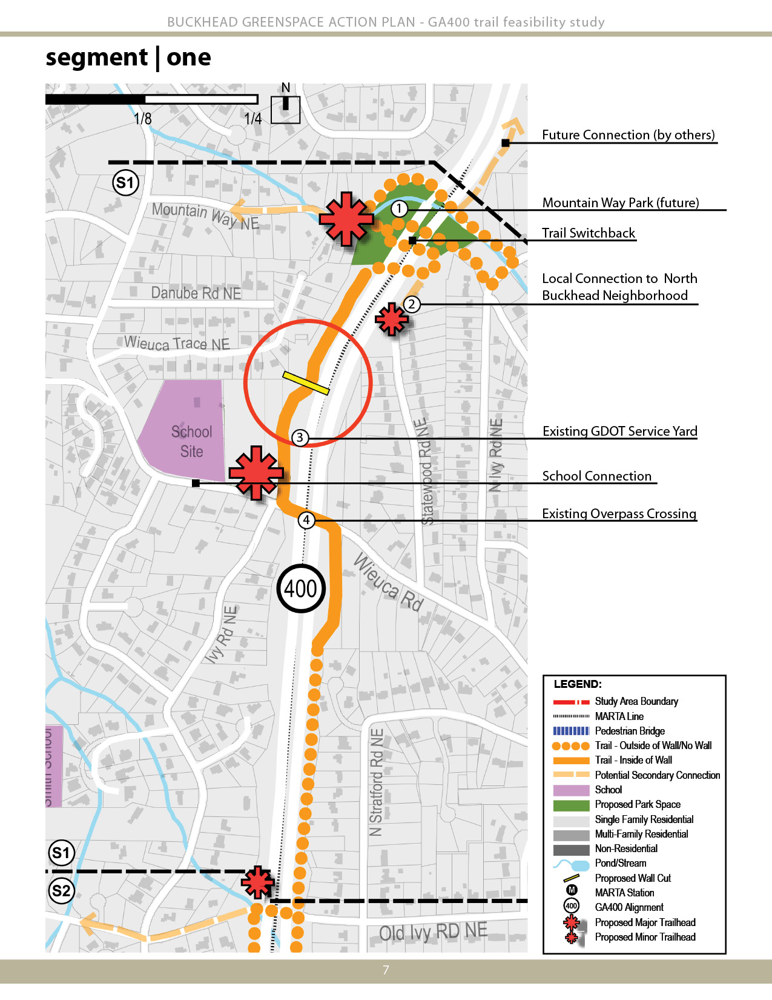 BUCKHEAD GREENSPACE ACTION PLAN - GA400 trail feasibility study
segment | one
N
1/8
1/4
Future Connection (by others)
S1
Mountain Way Park (future)
1
Mountain Way NE
Trail Switchback
Local Connection to North
Buckhead Neighborhood
Danube Rd NE
2
Wieuca Trace NE
School
Site
3
Existing GDOT Service Yard
Statewood Rd NE
N Ivy Rd NE
School Connection
Existing Overpass Crossing
4
Wieuca Rd
400
Ivy Rd NE
N Stratford Rd NE
Smith School
S1
S2
Old Ivy RD NE
LEGEND:
Study Area Boundary
MARTA Line
Pedestrian Bridge
Trail - Outside of Wall/No Wall
Trail - Inside of Wall
Potential Secondary Connection
School
Proposed Park Space
Single Family Residential
Multi-Family Residential
Non-Residential
Pond/Stream
Proprosed Wall Cut
M MARTA Station
400 GA400 Alignment
Proposed Major Trailhead
Proposed Minor Trailhead
7